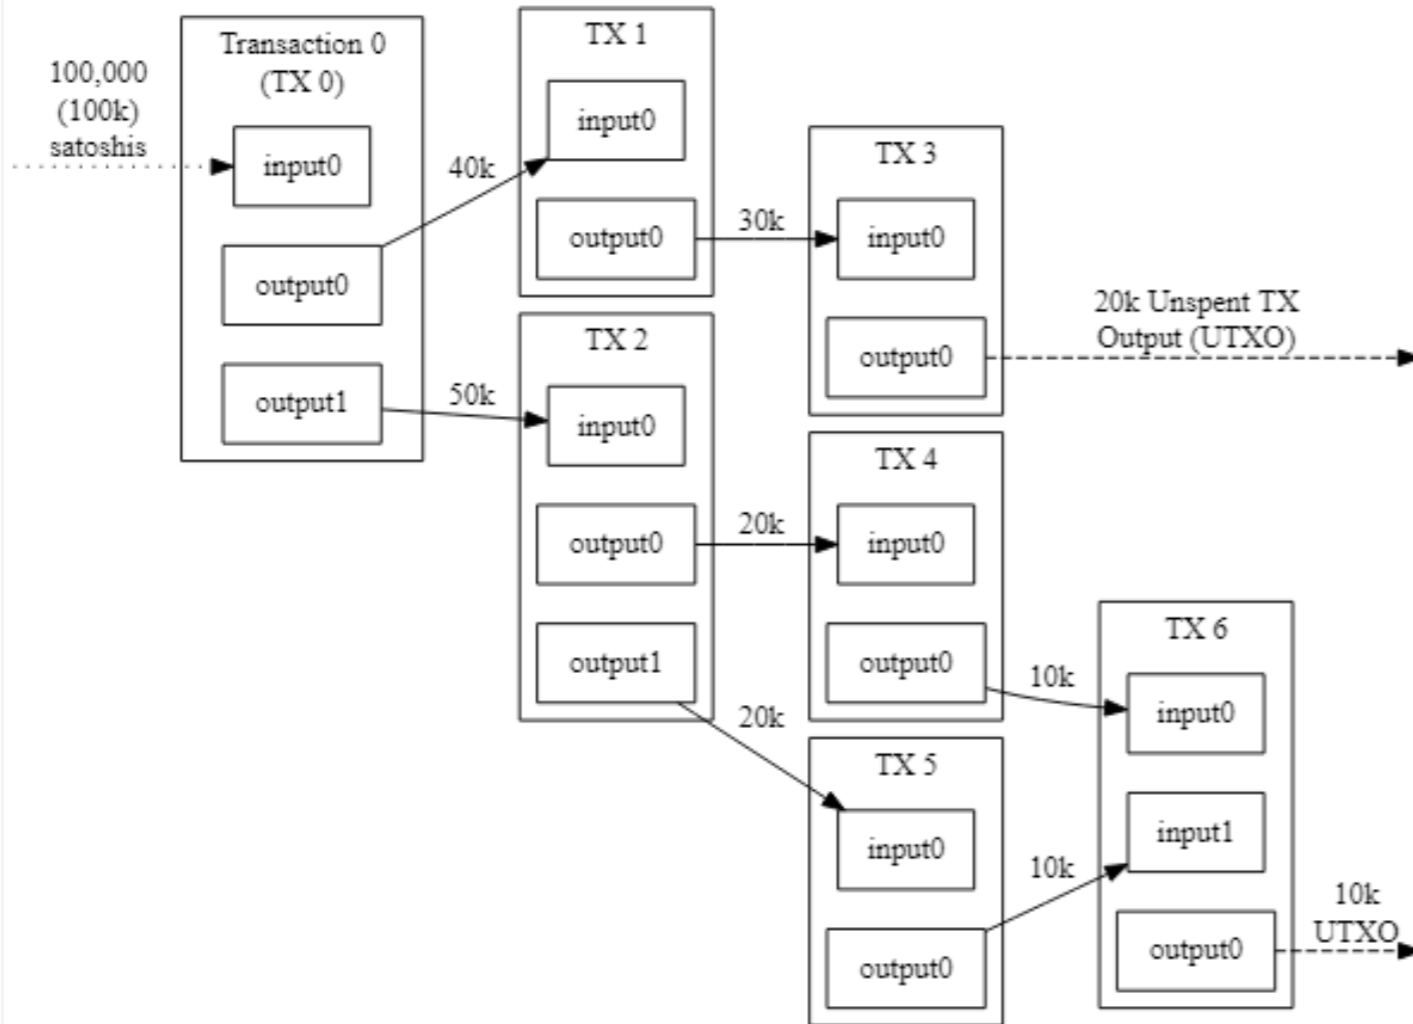 100,000
(100k)
satoshis
Transaction 0
(TX 0)
input0
output0
output1
40k
50k
TX 1
input0
output0
30k
TX 2
input0
output0
output1
20k
20k
TX 3
input0
output0
20k Unspent TX
Output (UTXO)
TX 4
input0
output0
10k
TX 5
input0
output0
10k
TX 6
input0
input1
output0
10k
UTXO